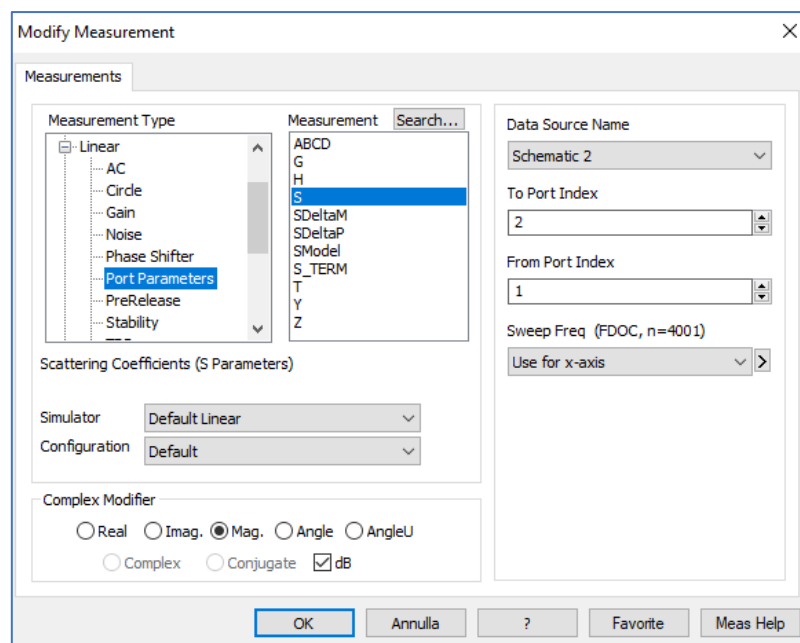 Modify Measurement
Measurements
Measurement Type
Linear
AC
Circle
Gain
Noise
Phase Shifter
Port Parameters
PreRelease
Stability
Measurement Search...
ABCD
G
H
S
SDeltaM
SDeltaP
SModel
S_TERM
T
Y
Z
Scattering Coefficients (S Parameters)
Simulator Default Linear
Configuration Default
Complex Modifier
Real Imag. Mag. Angle AngleU
Complex Conjugate dB
Data Source Name
Schematic 2
To Port Index
2
From Port Index
1
Sweep Freq (FDOC, n=4001)
Use for x-axis >
OK Annulla ? Favorite Meas Help